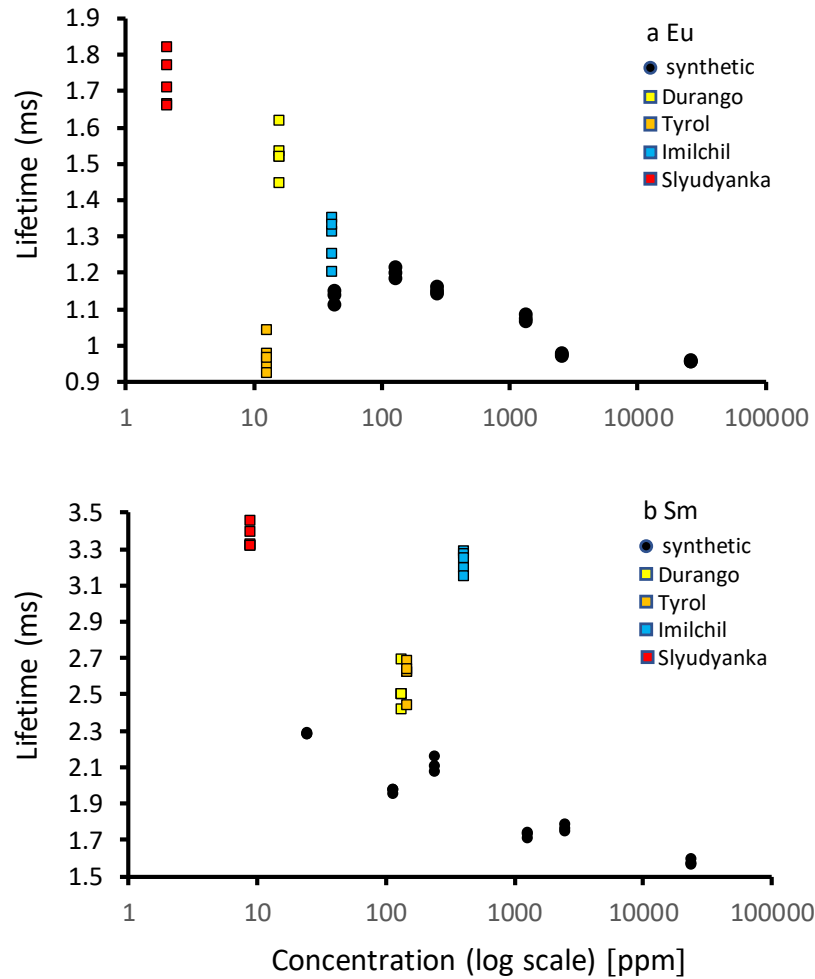 a Eu
synthetic
Durango
Tyrol
Imilchil
Slyudyanka
Lifetime (ms)
1.9
1.8
1.7
1.6
1.5
1.4
1.3
1.2
1.1
1
0.9
1 10 100 1000 10000 100000
b Sm
synthetic
Durango
Tyrol
Imilchil
Slyudyanka
Lifetime (ms)
3.5
3.3
3.1
2.9
2.7
2.5
2.3
2.1
1.9
1.7
1.5
1 10 100 1000 10000 100000
Concentration (log scale) [ppm]